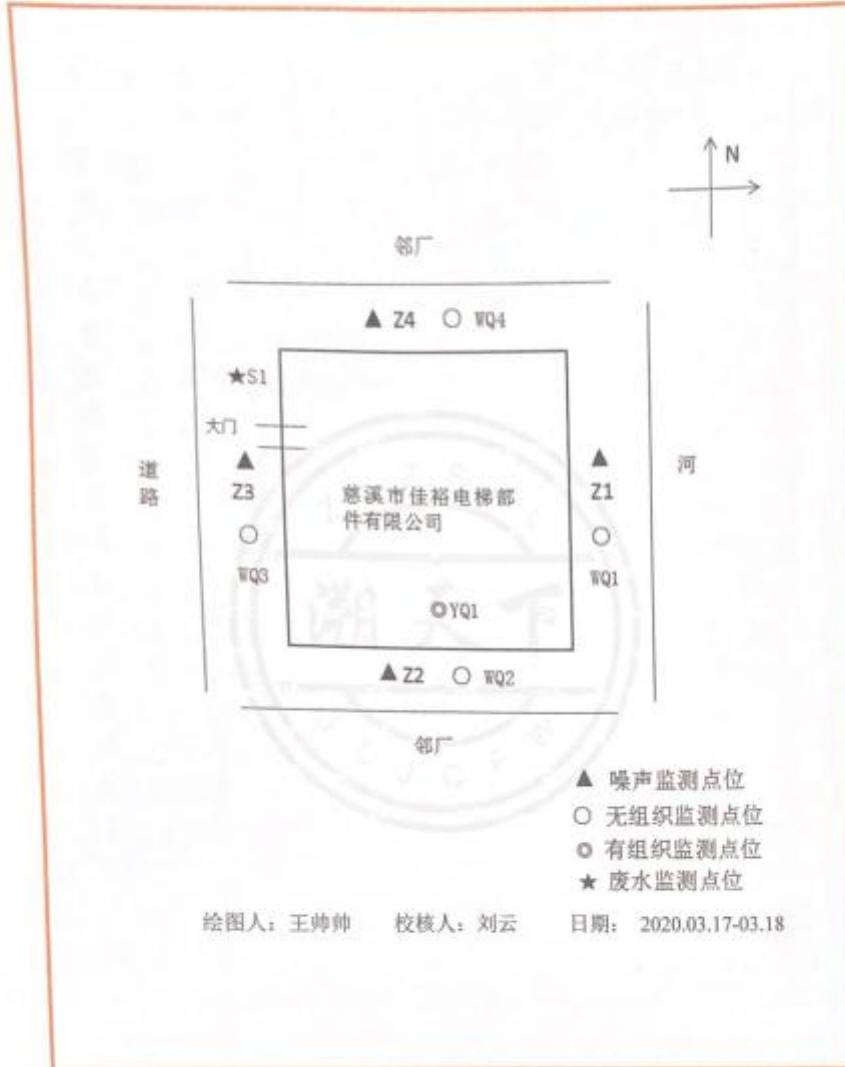 N
邻厂
▲ Z4 ○ WQ4
★S1
大门
道路
Z3
WQ3
慈溪市佳裕电梯部
件有限公司
Z1
WQ1
河
◎YQ1
▲Z2 ○ WQ2
邻厂
▲ 噪声监测点位
○ 无组织监测点位
◎ 有组织监测点位
★ 废水监测点位
绘图人：王帅帅 校核人：刘云 日期： 2020.03.17-03.18
溯天下